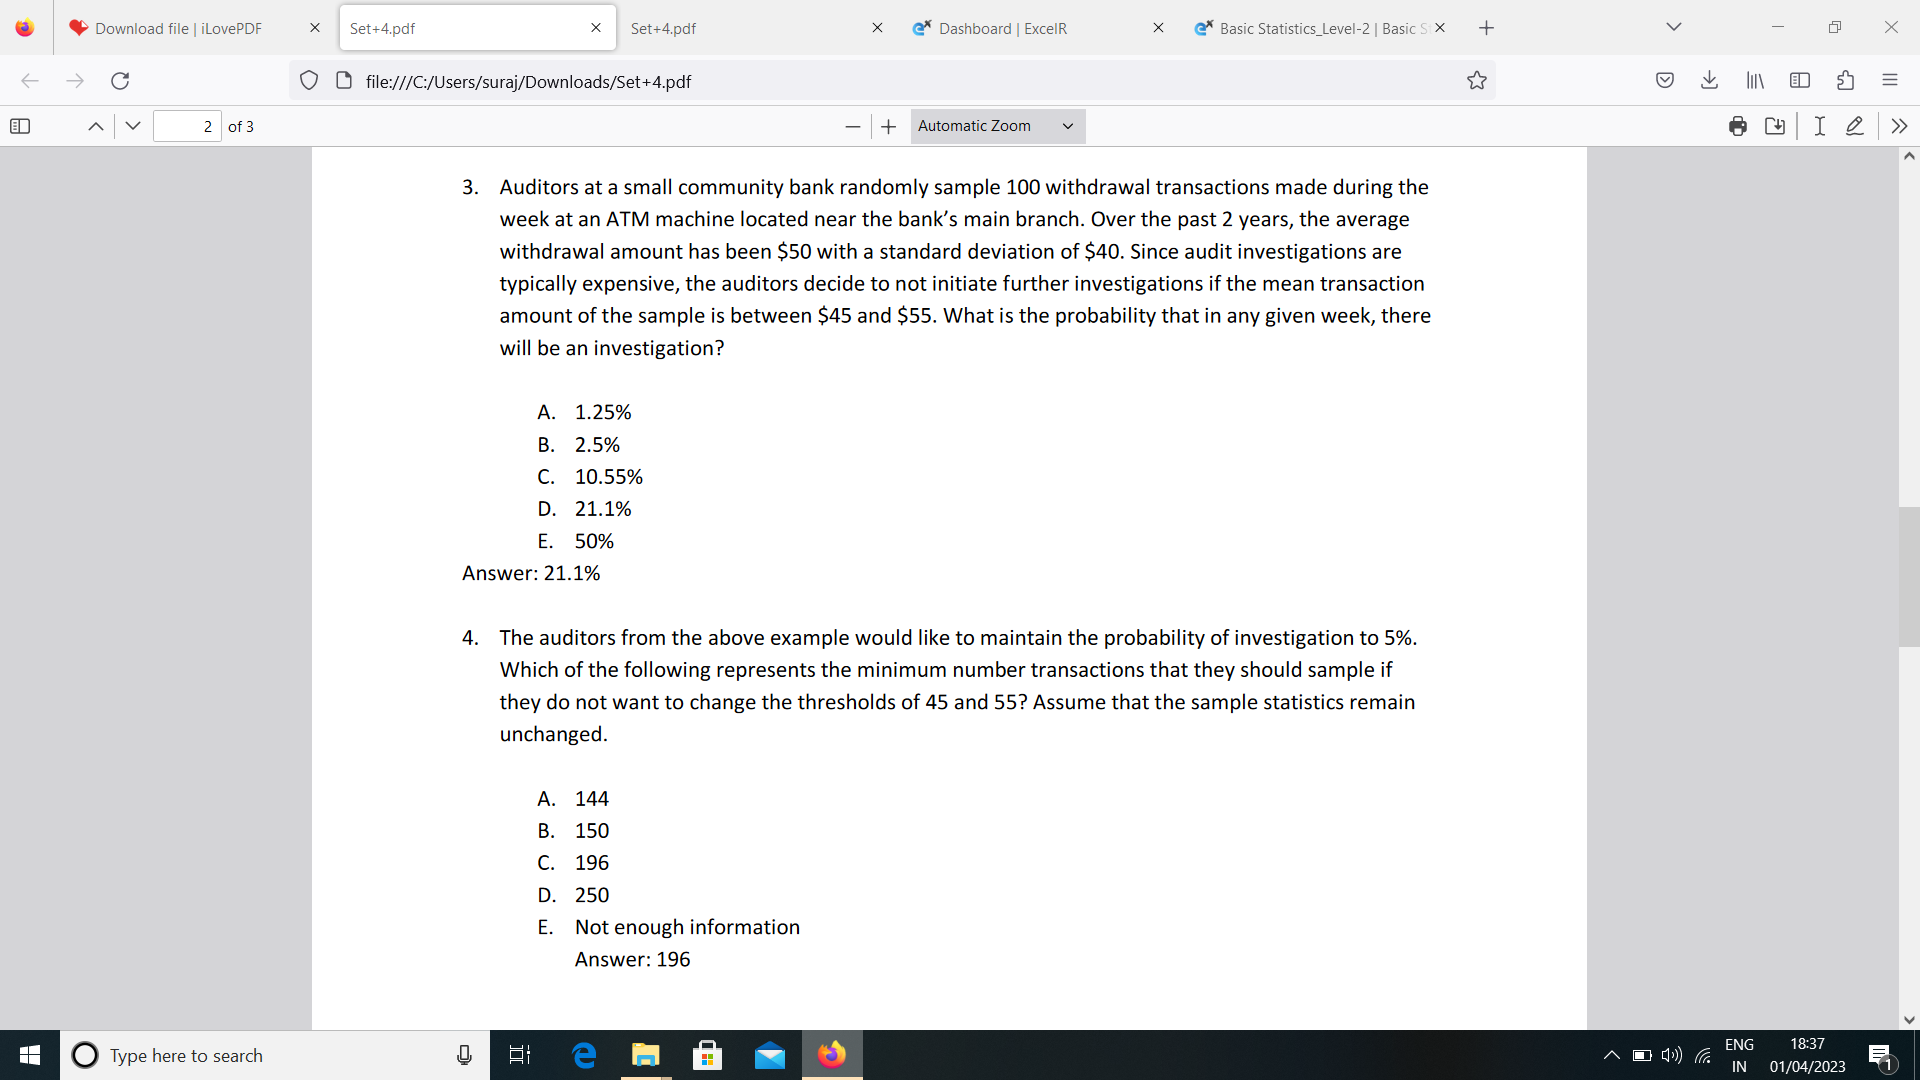 Download file | iLovePDF
Set+4.pdf
Set+4.pdf
Dashboard | ExcelR
Basic Statistics_Level-2 | Basic S
file:///C:/Users/suraj/Downloads/Set+4.pdf
2 of 3
Automatic Zoom
3. Auditors at a small community bank randomly sample 100 withdrawal transactions made during the
week at an ATM machine located near the bank’s main branch. Over the past 2 years, the average
withdrawal amount has been $50 with a standard deviation of $40. Since audit investigations are
typically expensive, the auditors decide to not initiate further investigations if the mean transaction
amount of the sample is between $45 and $55. What is the probability that in any given week, there
will be an investigation?
A. 1.25%
B. 2.5%
C. 10.55%
D. 21.1%
E. 50%
Answer: 21.1%
4. The auditors from the above example would like to maintain the probability of investigation to 5%.
Which of the following represents the minimum number transactions that they should sample if
they do not want to change the thresholds of 45 and 55? Assume that the sample statistics remain
unchanged.
A. 144
B. 150
C. 196
D. 250
E. Not enough information
Answer: 196
Type here to search
ENG
IN
18:37
01/04/2023
1